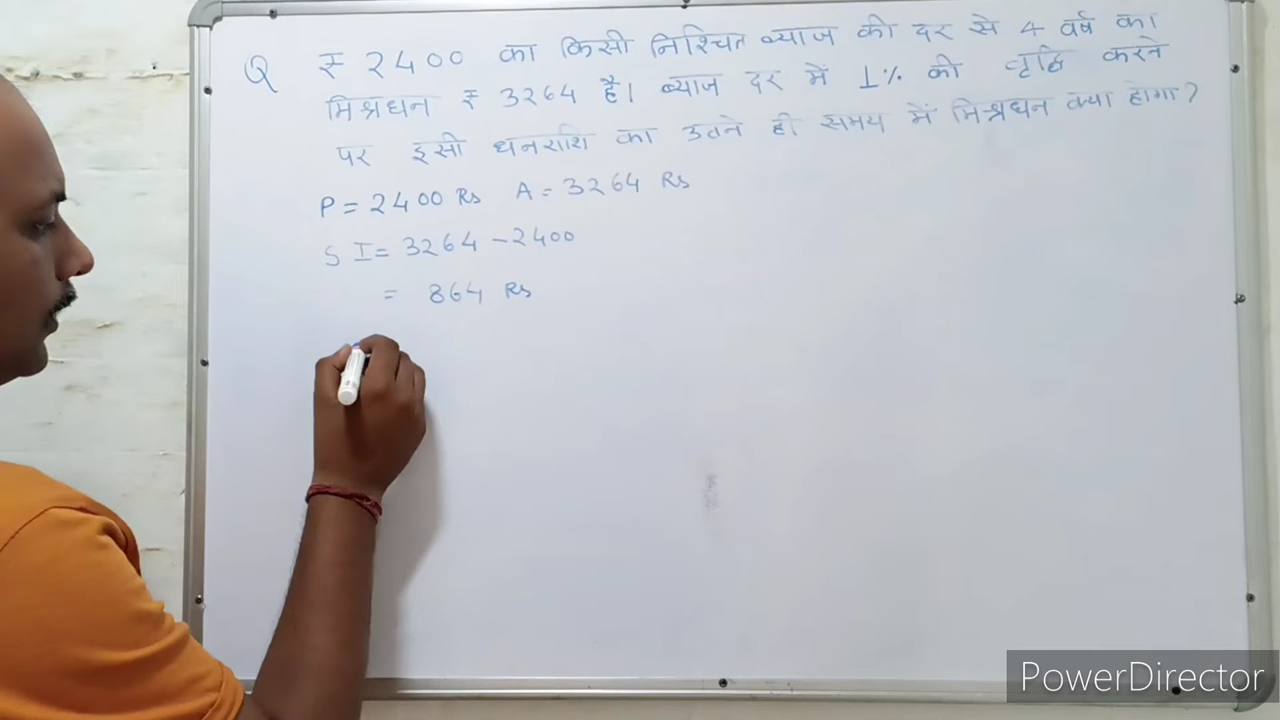 Q ₹ 2400 का किसी निश्चित ब्याज की दर से 4 वर्ष का
मिश्रधन ₹ 3264 है। ब्याज दर में 1% की वृद्धि करने
पर इसी धनराशि का उतने ही समय में मिश्रधन क्या होगा?
P = 2400 Rs A = 3264 Rs
S I = 3264 - 2400
= 864 Rs
PowerDirector